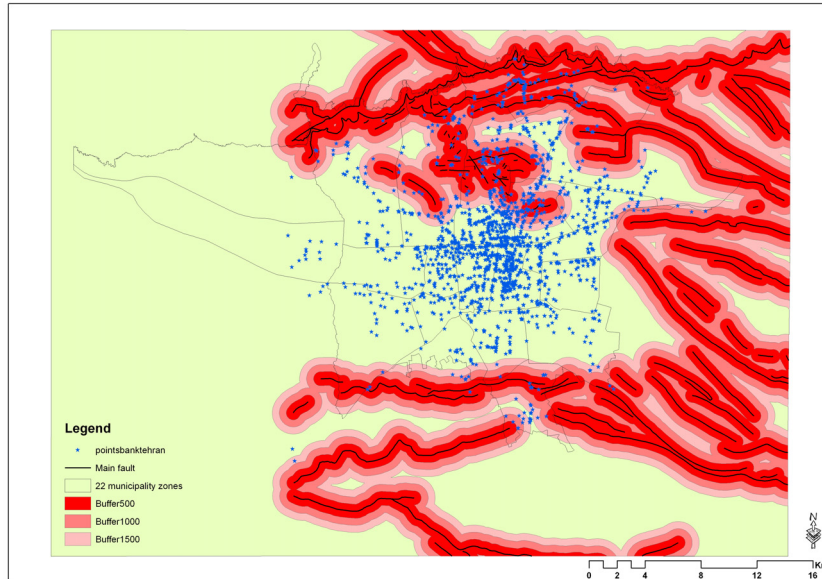 Legend
pointsbanktehran
Main fault
22 municipality zones
Buffer500
Buffer1000
Buffer1500
N
0 2 4 8 12 16